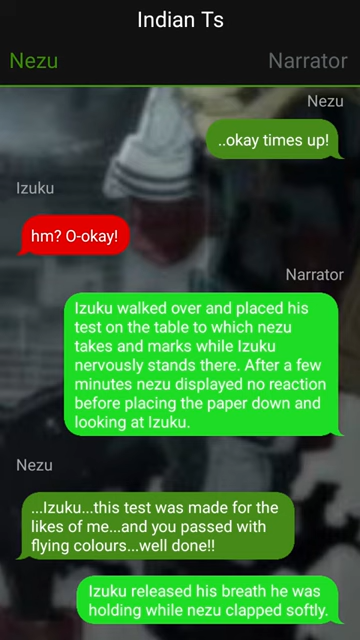 Indian Ts
Nezu
Narrator
Nezu
..okay times up!
Izuku
hm? O-okay!
Narrator
Izuku walked over and placed his
test on the table to which nezu
takes and marks while Izuku
nervously stands there. After a few
minutes nezu displayed no reaction
before placing the paper down and
looking at Izuku.
Nezu
...Izuku...this test was made for the
likes of me...and you passed with
flying colours...well done!!
Izuku released his breath he was
holding while nezu clapped softly.